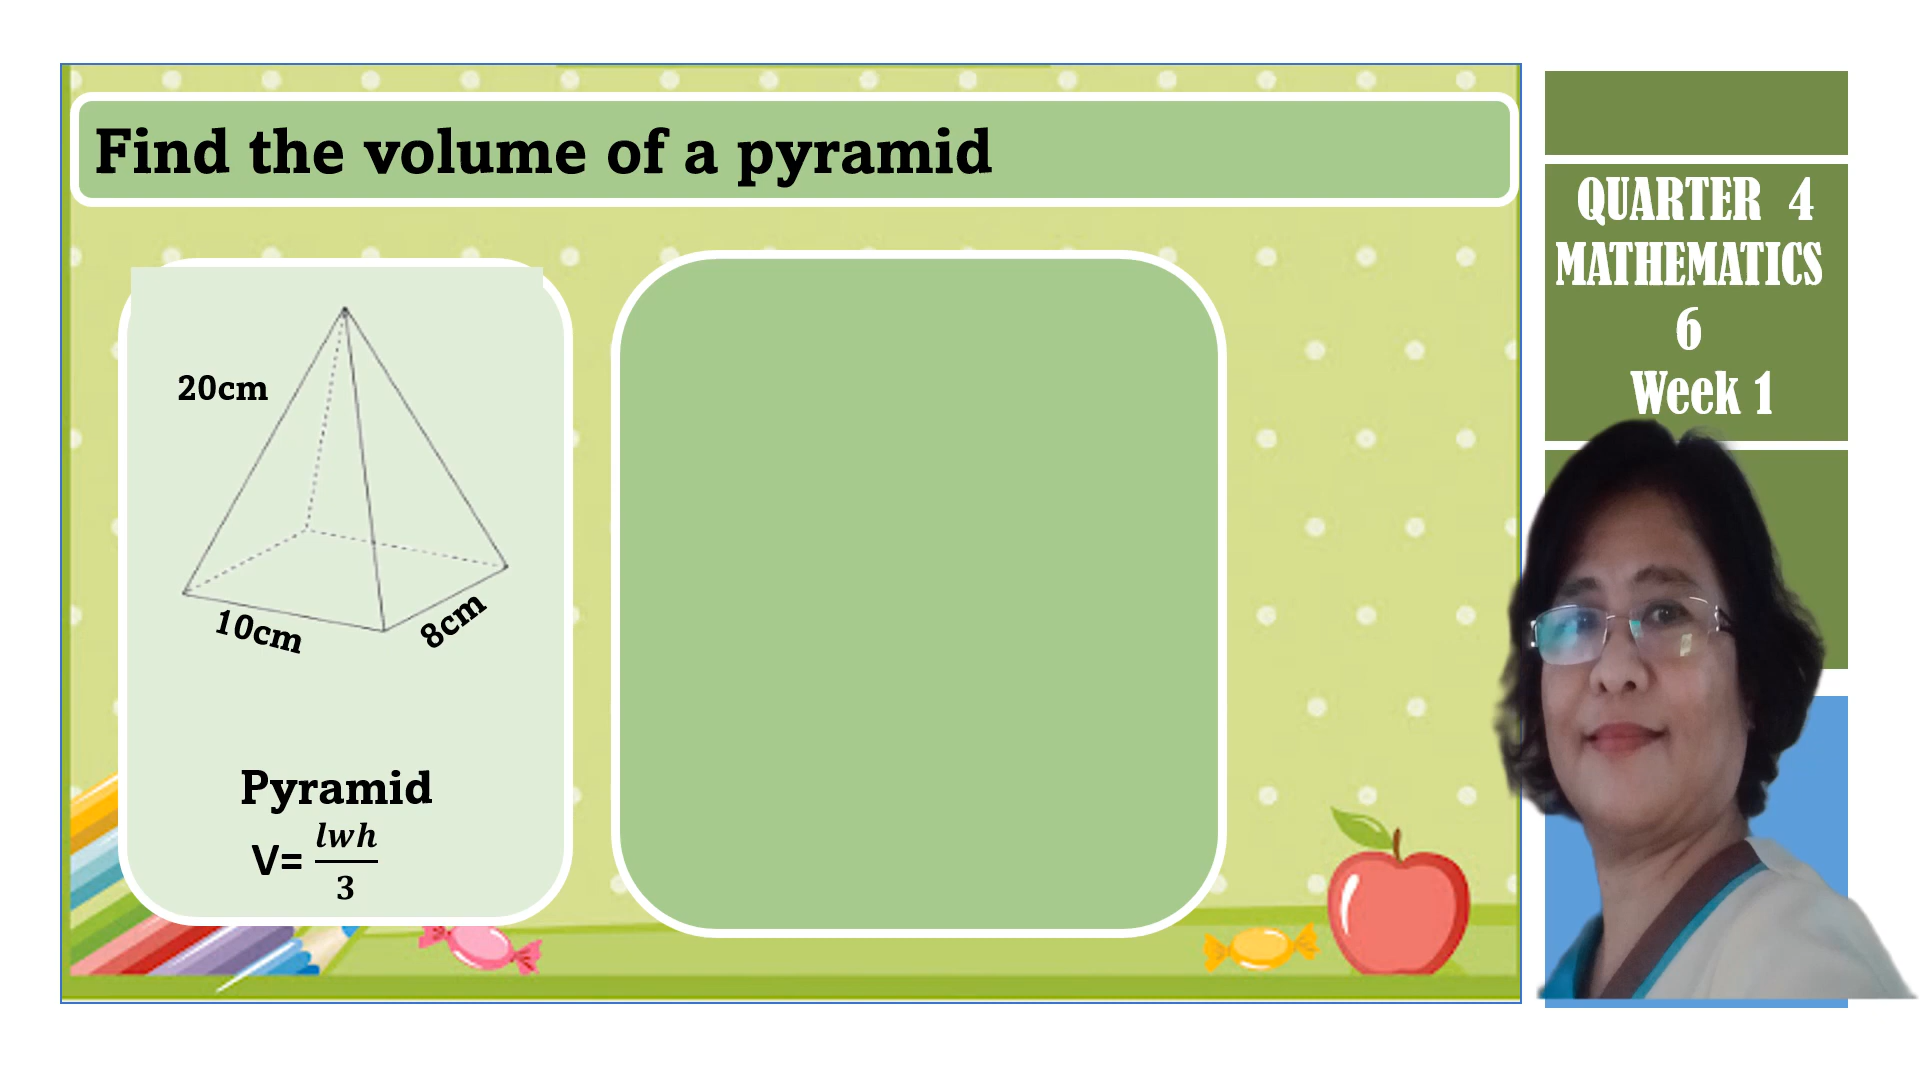 Find the volume of a pyramid
20cm
10cm
8cm
Pyramid
V= lwh/3
QUARTER 4
MATHEMATICS
6
Week 1